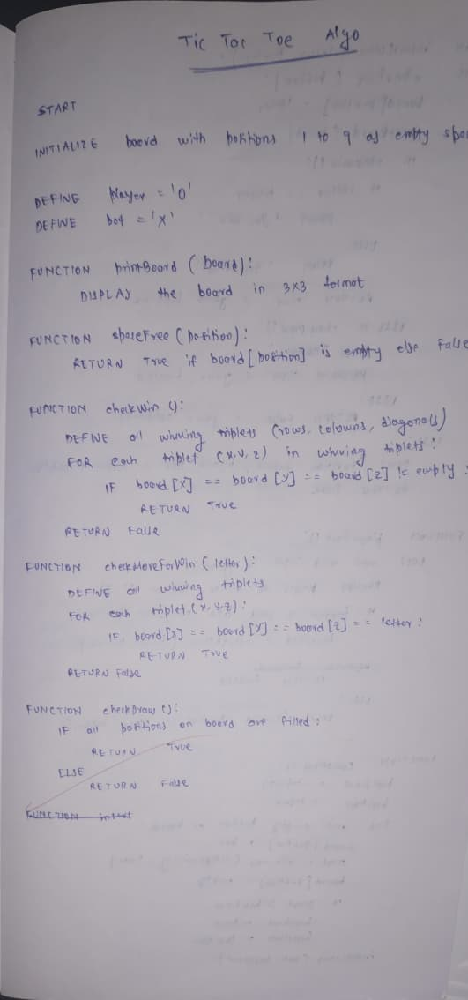 Tic Tac Toe Algo
START
INITIALIZE board with positions 1 to 9 as empty spa
DEFINE player = 'O'
DEFINE bot = 'X'
FUNCTION printBoard (board):
DISPLAY the board in 3x3 format
FUNCTION spaceFree (position):
RETURN True if board [position] is empty else False
FUNCTION checkWin ():
DEFINE all winning triplets (rows, columns, diagonals)
FOR each triplet (x, y, z) in winning triplets:
IF board [x] == board [y] == board [z] != empty :
RETURN True
RETURN False
FUNCTION checkMoveForWin (letter):
DEFINE all winning triplets
FOR each triplet (x, y, z):
IF board [x] == board [y] == board [z] == letter :
RETURN True
RETURN False
FUNCTION checkDraw ():
IF all positions on board are filled :
RETURN True
ELSE
RETURN False
FUNCTION